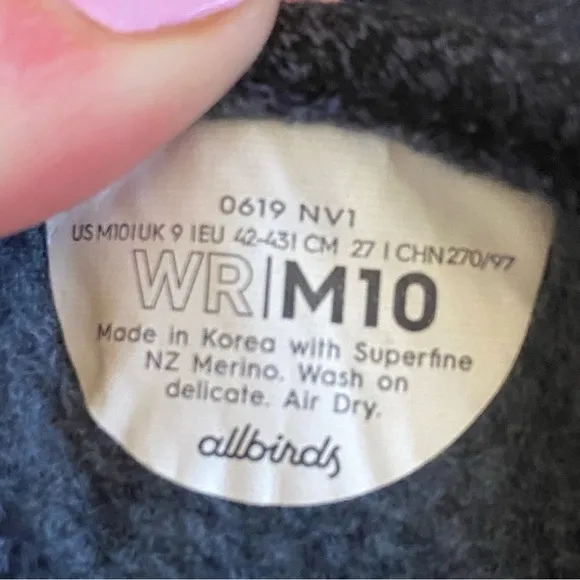 0619 NV1
US M10 | UK 9 | EU 42-43 | CM 27 | CHN 270/97
WR|M10
Made in Korea with Superfine
NZ Merino. Wash on
delicate. Air Dry.
allbirds